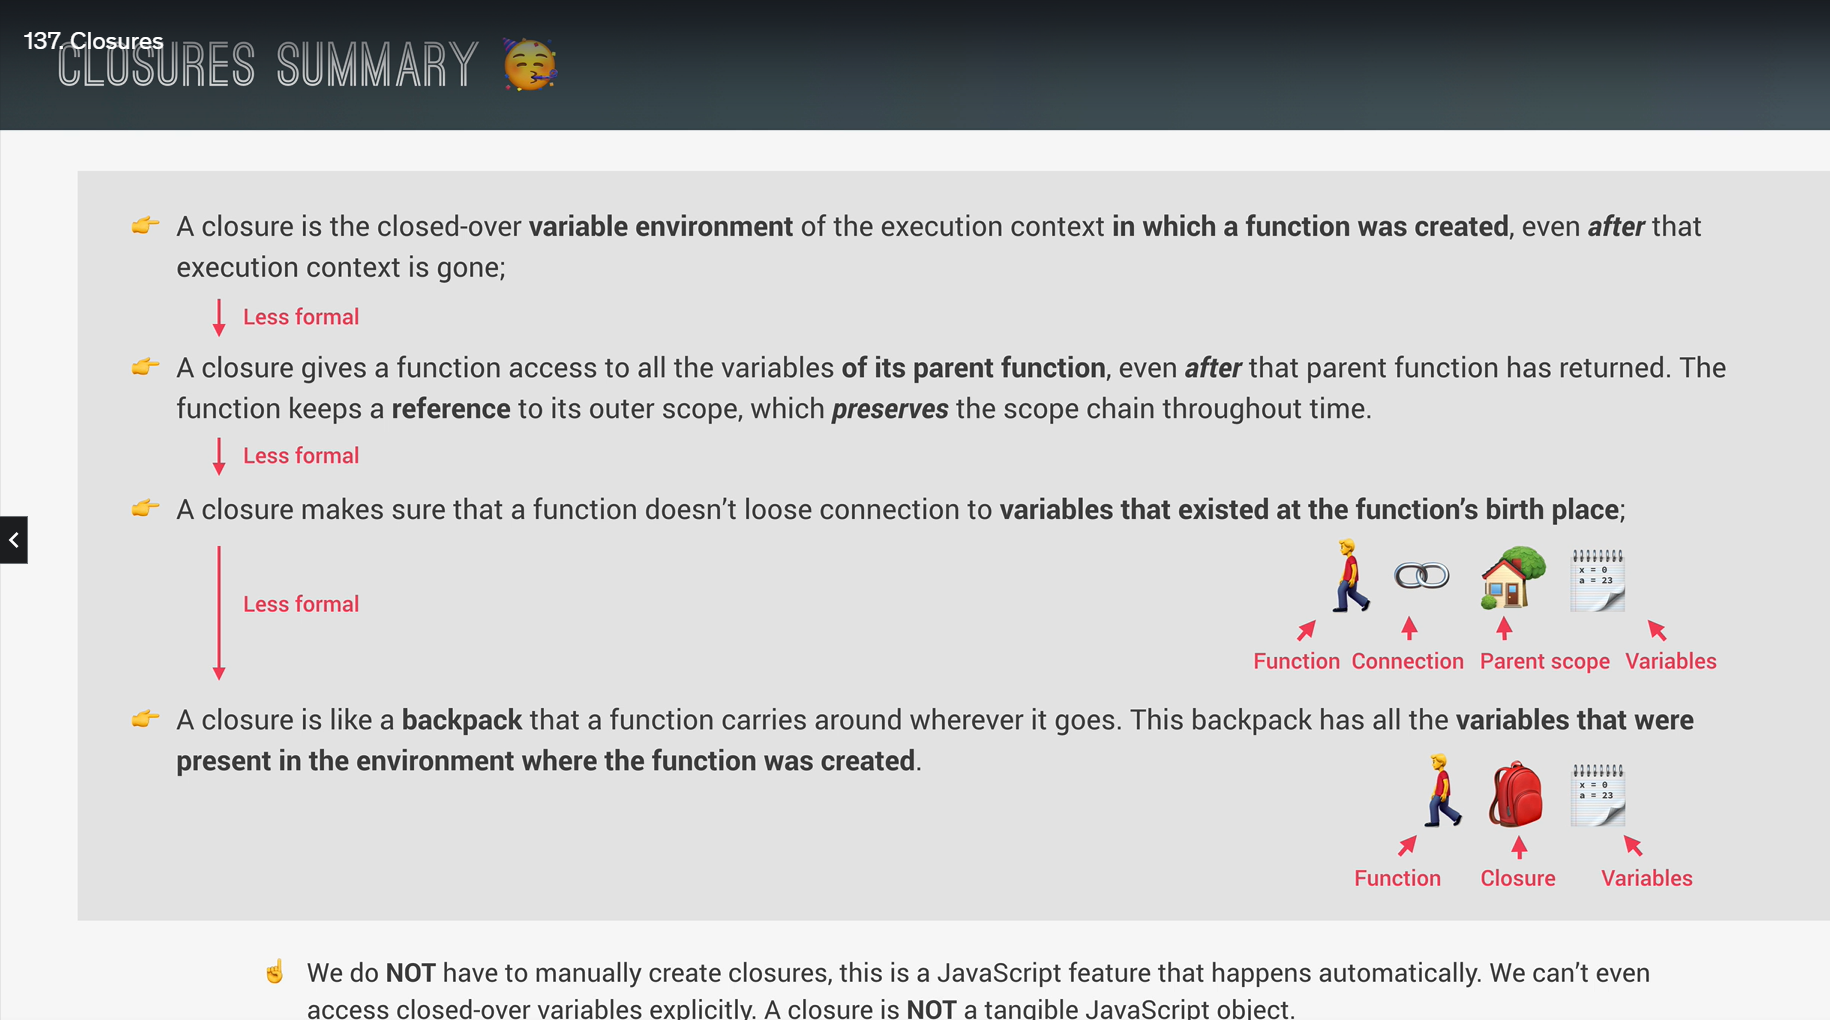 137. Closures
CLOSURES SUMMARY
A closure is the closed-over variable environment of the execution context in which a function was created, even after that
execution context is gone;
Less formal
A closure gives a function access to all the variables of its parent function, even after that parent function has returned. The
function keeps a reference to its outer scope, which preserves the scope chain throughout time.
Less formal
A closure makes sure that a function doesn’t loose connection to variables that existed at the function’s birth place;
x = 0
a = 23
Less formal
Function Connection Parent scope Variables
A closure is like a backpack that a function carries around wherever it goes. This backpack has all the variables that were
present in the environment where the function was created.
x = 0
a = 23
Function Closure Variables
We do NOT have to manually create closures, this is a JavaScript feature that happens automatically. We can’t even
access closed-over variables explicitly. A closure is NOT a tangible JavaScript object.